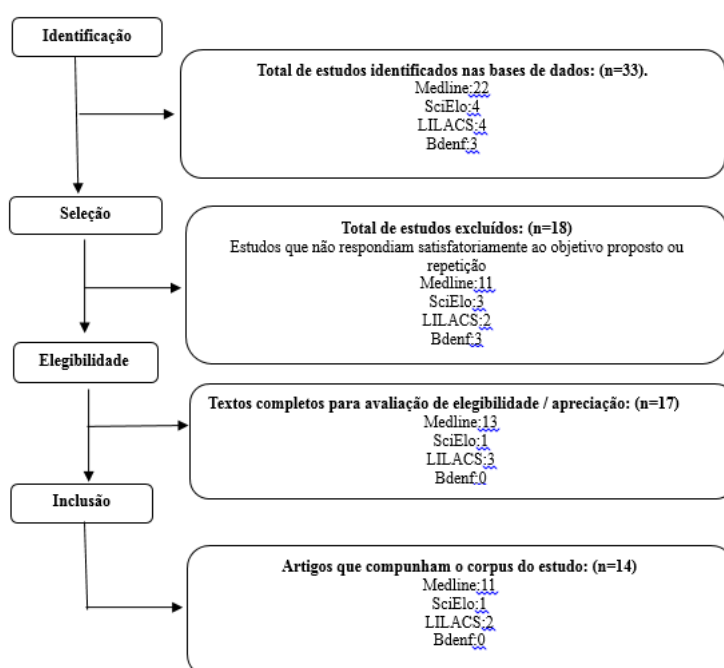 Identificação
Total de estudos identificados nas bases de dados: (n=33).
Medline:22
SciElo:4
LILACS:4
Bdenf:3
Seleção
Total de estudos excluídos: (n=18)
Estudos que não respondiam satisfatoriamente ao objetivo proposto ou
repetição
Medline:11
SciElo:3
LILACS:2
Bdenf:3
Elegibilidade
Textos completos para avaliação de elegibilidade / apreciação: (n=17)
Medline:13
SciElo:1
LILACS:3
Bdenf:0
Inclusão
Artigos que compunham o corpus do estudo: (n=14)
Medline:11
SciElo:1
LILACS:2
Bdenf:0